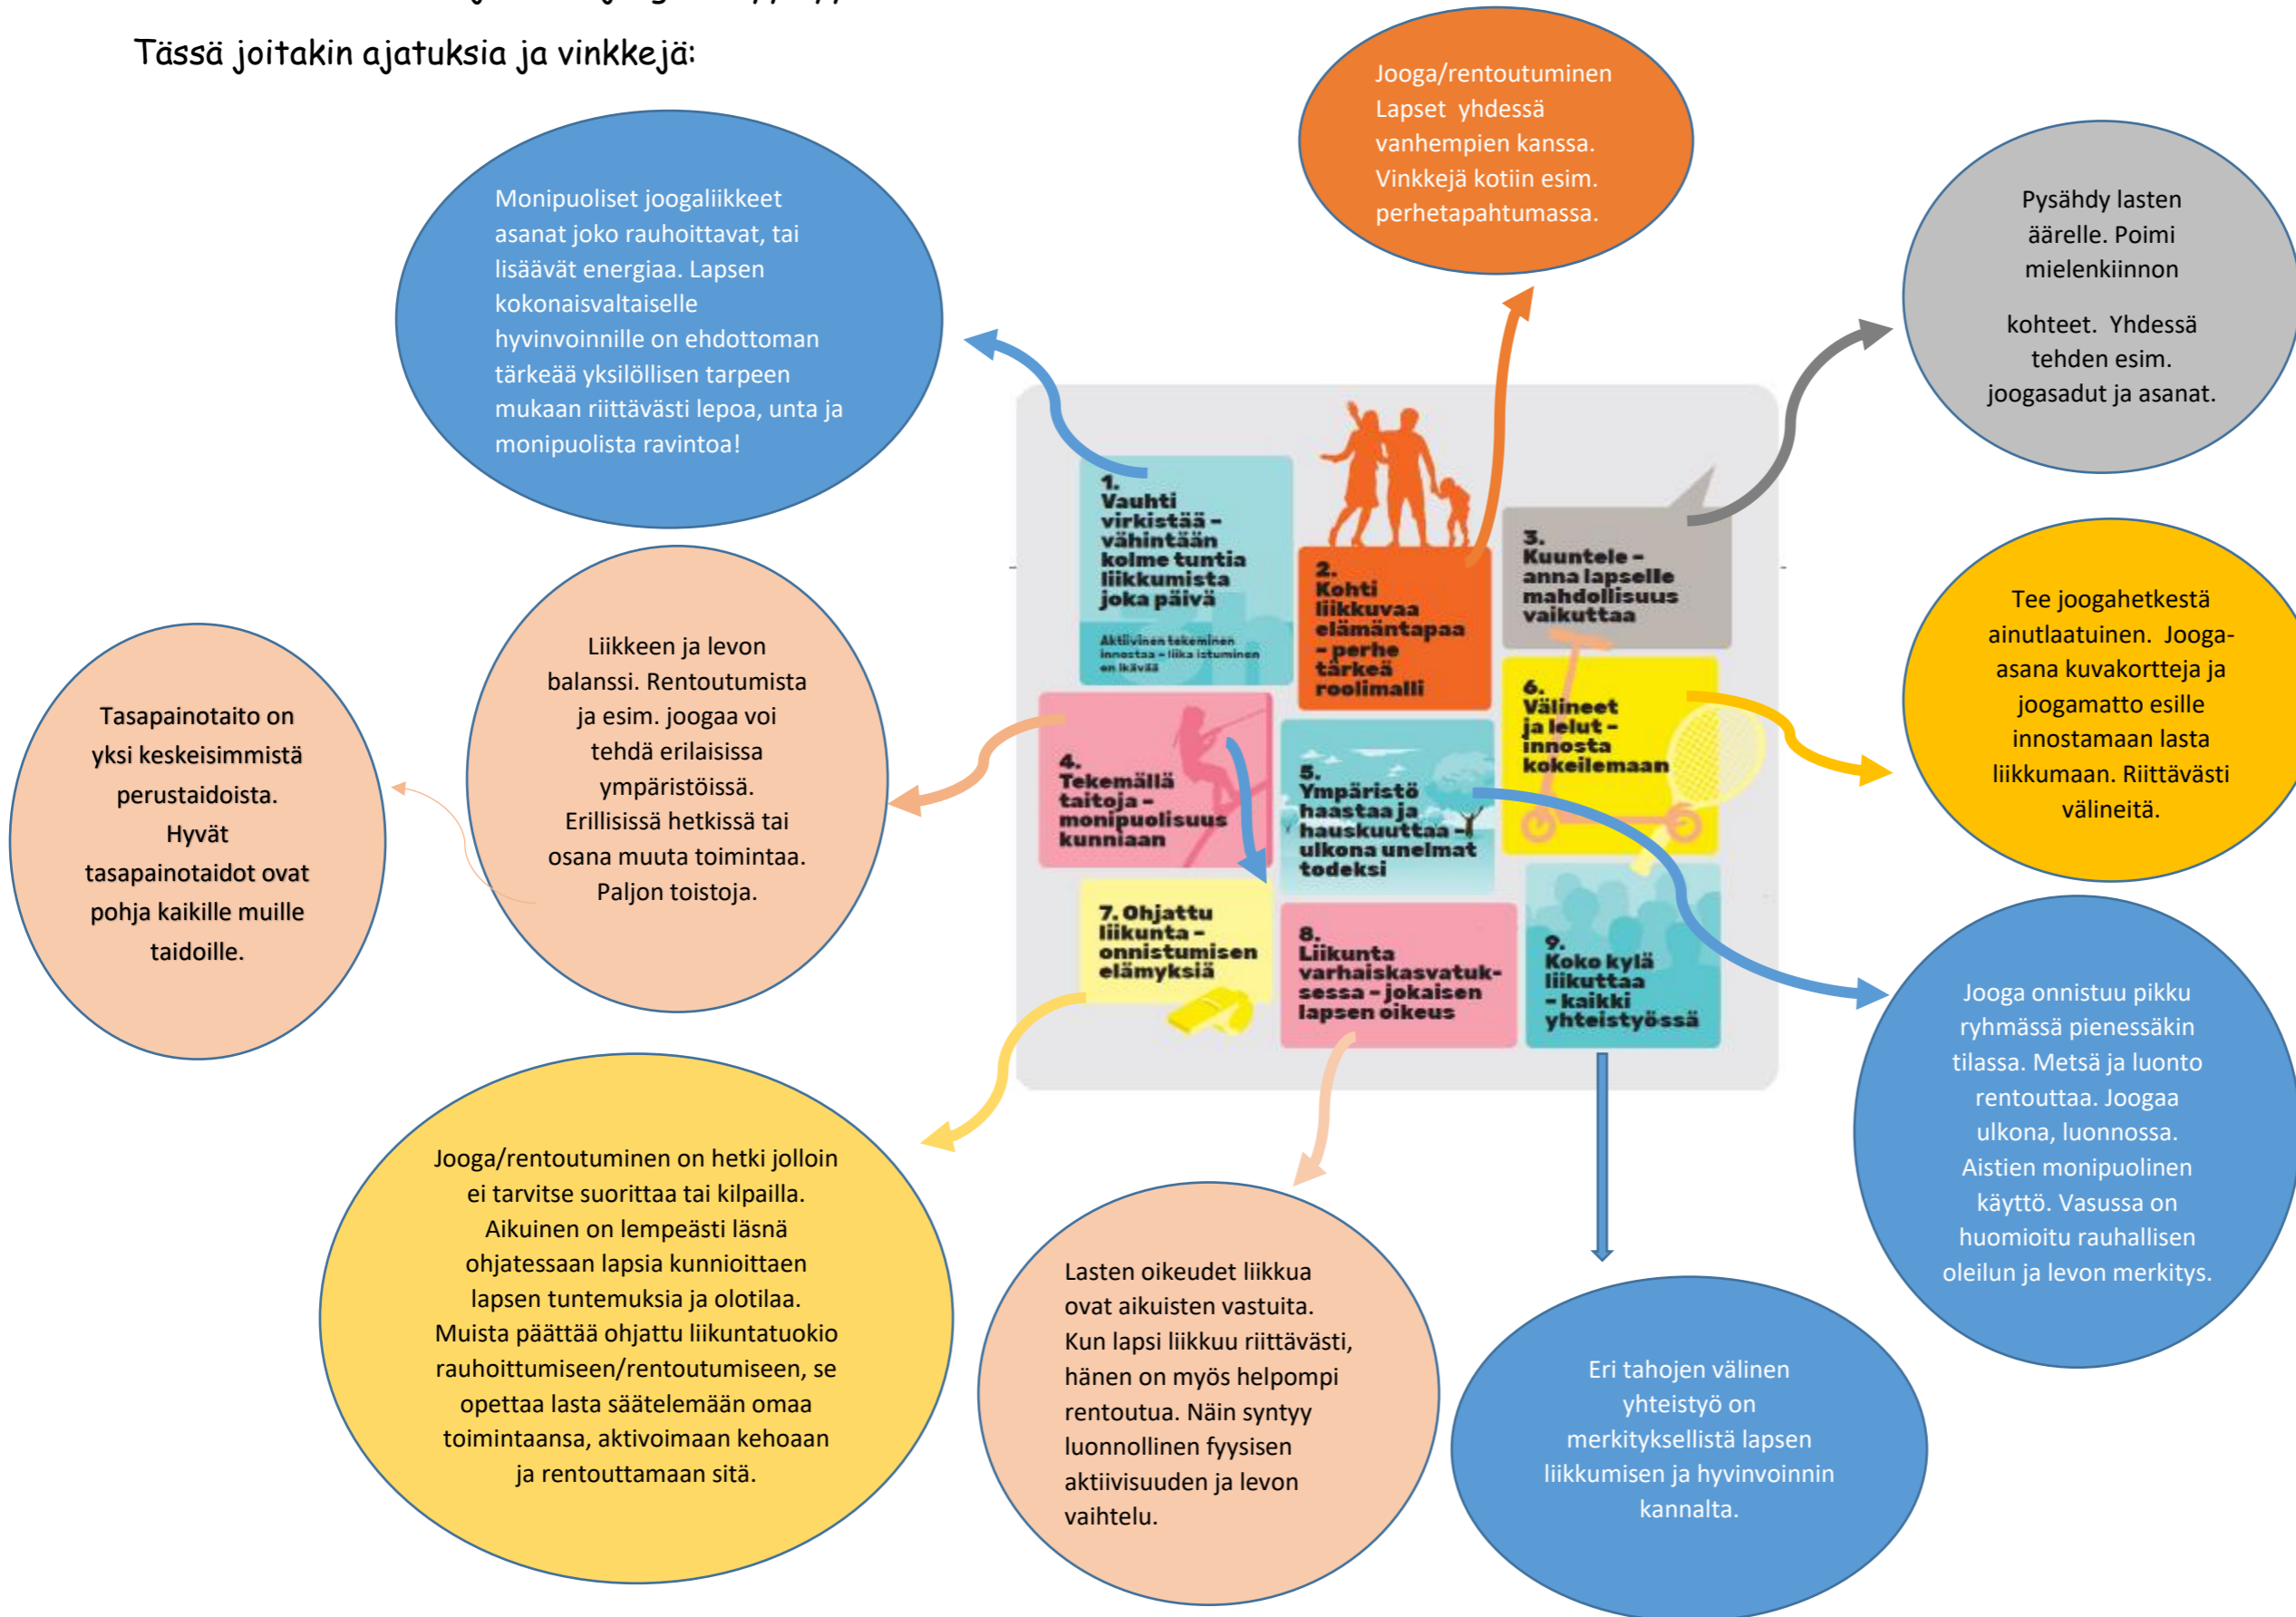 Tässä joitakin ajatuksia ja vinkkejä:
Jooga/rentoutuminen
Lapset yhdessä
vanhempien kanssa.
Vinkkejä kotiin esim.
perhetapahtumassa.
Monipuoliset joogaliikkeet
asanat joko rauhoittavat, tai
lisäävät energiaa. Lapsen
kokonaisvaltaiselle
hyvinvoinnille on ehdottoman
tärkeää yksilöllisen tarpeen
mukaan riittävästi lepoa, unta ja
monipuolista ravintoa!
Pysähdy lasten
äärelle. Poimi
mielenkiinnon
kohteet. Yhdessä
tehden esim.
joogasadut ja asanat.
1.
Vauhti
virkistää –
vähintään
kolme tuntia
liikkumista
joka päivä
Aktiivinen tekeminen
innostaa – liika istuminen
on ikävää
2.
Kohti
liikkuvaa
elämäntapaa
– perhe
tärkeä
roolimalli
3.
Kuuntele –
anna lapselle
mahdollisuus
vaikuttaa
Liikkeen ja levon
balanssi. Rentoutumista
ja esim. joogaa voi
tehdä erilaisissa
ympäristöissä.
Erillisissä hetkissä tai
osana muuta toimintaa.
Paljon toistoja.
Tasapainotaito on
yksi keskeisimmistä
perustaidoista.
Hyvät
tasapainotaidot ovat
pohja kaikille muille
taidoille.
4.
Tekemällä
taitoja –
monipuolisuus
kunniaan
5.
Ympäristö
haastaa ja
hauskuuttaa –
ulkona unelmat
todeksi
6.
Välineet
ja lelut –
innosta
kokeilemaan
Tee joogahetkestä
ainutlaatuinen. Jooga-
asana kuvakortteja ja
joogamatto esille
innostamaan lasta
liikkumaan. Riittävästi
välineitä.
7. Ohjattu
liikunta –
onnistumisen
elämyksiä
8.
Liikunta
varhaiskasvatuk-
sessa – jokaisen
lapsen oikeus
9.
Koko kylä
liikuttaa
– kaikki
yhteistyössä
Jooga onnistuu pikku
ryhmässä pienessäkin
tilassa. Metsä ja luonto
rentouttaa. Joogaa
ulkona, luonnossa.
Aistien monipuolinen
käyttö. Vasussa on
huomioitu rauhallisen
oleilun ja levon merkitys.
Jooga/rentoutuminen on hetki jolloin
ei tarvitse suorittaa tai kilpailla.
Aikuinen on lempeästi läsnä
ohjatessaan lapsia kunnioittaen
lapsen tuntemuksia ja olotilaa.
Muista päättää ohjattu liikuntatuokio
rauhoittumiseen/rentoutumiseen, se
opettaa lasta säätelemään omaa
toimintaansa, aktivoimaan kehoaan
ja rentouttamaan sitä.
Lasten oikeudet liikkua
ovat aikuisten vastuita.
Kun lapsi liikkuu riittävästi,
hänen on myös helpompi
rentoutua. Näin syntyy
luonnollinen fyysisen
aktiivisuuden ja levon
vaihtelu.
Eri tahojen välinen
yhteistyö on
merkityksellistä lapsen
liikkumisen ja hyvinvoinnin
kannalta.